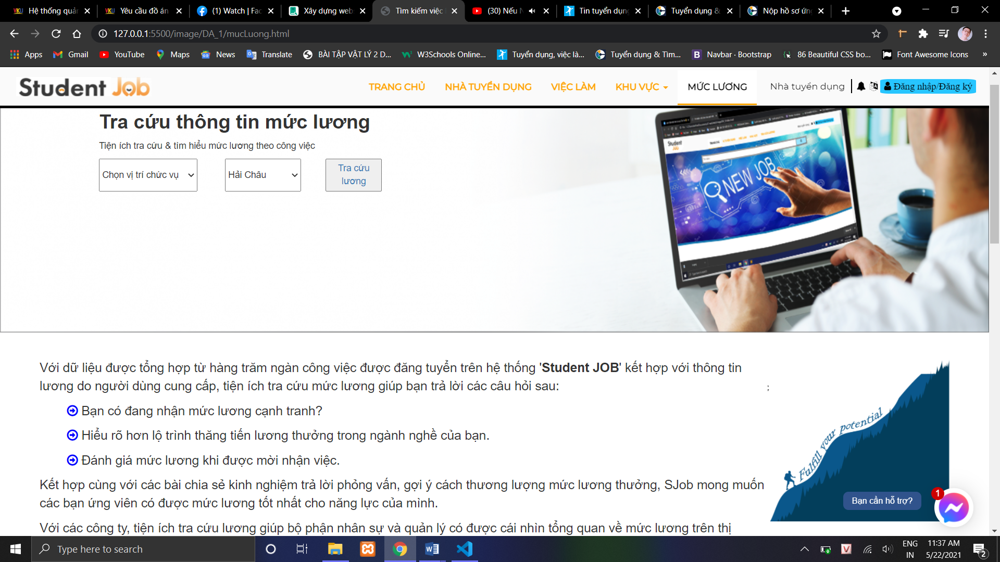 Hệ thống quản
Yêu cầu đồ án
(1) Watch | Fac
Xây dựng web
Tìm kiếm việc
(30) Nếu N
Tin tuyển dụng
Tuyển dụng &
Nộp hồ sơ ứng
127.0.0.1:5500/image/DA_1/mucLuong.html
Apps
Gmail
YouTube
Maps
News
Translate
BÀI TẬP VẬT LÝ 2 D...
W3Schools Online...
Tuyển dụng, việc là...
Tuyển dụng & Tìm...
Navbar · Bootstrap
86 Beautiful CSS bo...
Font Awesome Icons
»
Student Job
TRANG CHỦ
NHÀ TUYỂN DỤNG
VIỆC LÀM
KHU VỰC
MỨC LƯƠNG
Nhà tuyển dụng
Đăng nhập/Đăng ký
Tra cứu thông tin mức lương
Tiện ích tra cứu & tìm hiểu mức lương theo công việc
Chọn vị trí chức vụ
Hải Châu
Tra cứu
lương
Student
Job
NEW JOB
Với dữ liệu được tổng hợp từ hàng trăm ngàn công việc được đăng tuyển trên hệ thống 'Student JOB' kết hợp với thông tin
lương do người dùng cung cấp, tiện ích tra cứu mức lương giúp bạn trả lời các câu hỏi sau:
Bạn có đang nhận mức lương cạnh tranh?
Hiểu rõ hơn lộ trình thăng tiến lương thưởng trong ngành nghề của bạn.
Đánh giá mức lương khi được mời nhận việc.
Kết hợp cùng với các bài chia sẻ kinh nghiệm trả lời phỏng vấn, gợi ý cách thương lượng mức lương thưởng, SJob mong muốn
các bạn ứng viên có được mức lương tốt nhất cho năng lực của mình.
Với các công ty, tiện ích tra cứu lương giúp bộ phận nhân sự và quản lý có được cái nhìn tổng quan về mức lương trên thị
Fulfill your potential
Bạn cần hỗ trợ?
1
Type here to search
ENG
IN
11:37 AM
5/22/2021
2